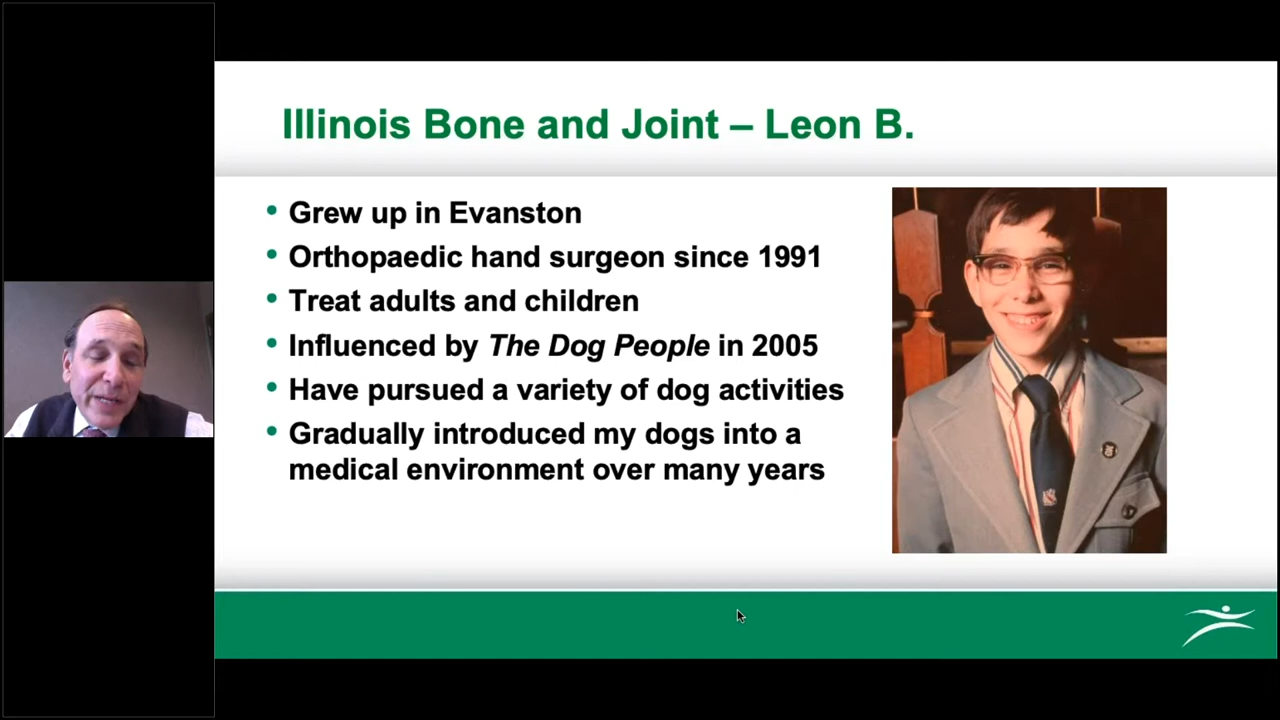 Illinois Bone and Joint – Leon B.
• Grew up in Evanston
• Orthopaedic hand surgeon since 1991
• Treat adults and children
• Influenced by The Dog People in 2005
• Have pursued a variety of dog activities
• Gradually introduced my dogs into a
medical environment over many years